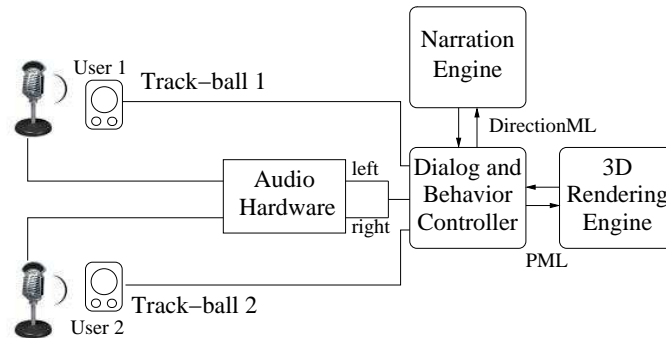 User 1
Track–ball 1
Narration
Engine
DirectionML
Audio
Hardware
left
right
Dialog and
Behavior
Controller
3D
Rendering
Engine
PML
Track–ball 2
User 2